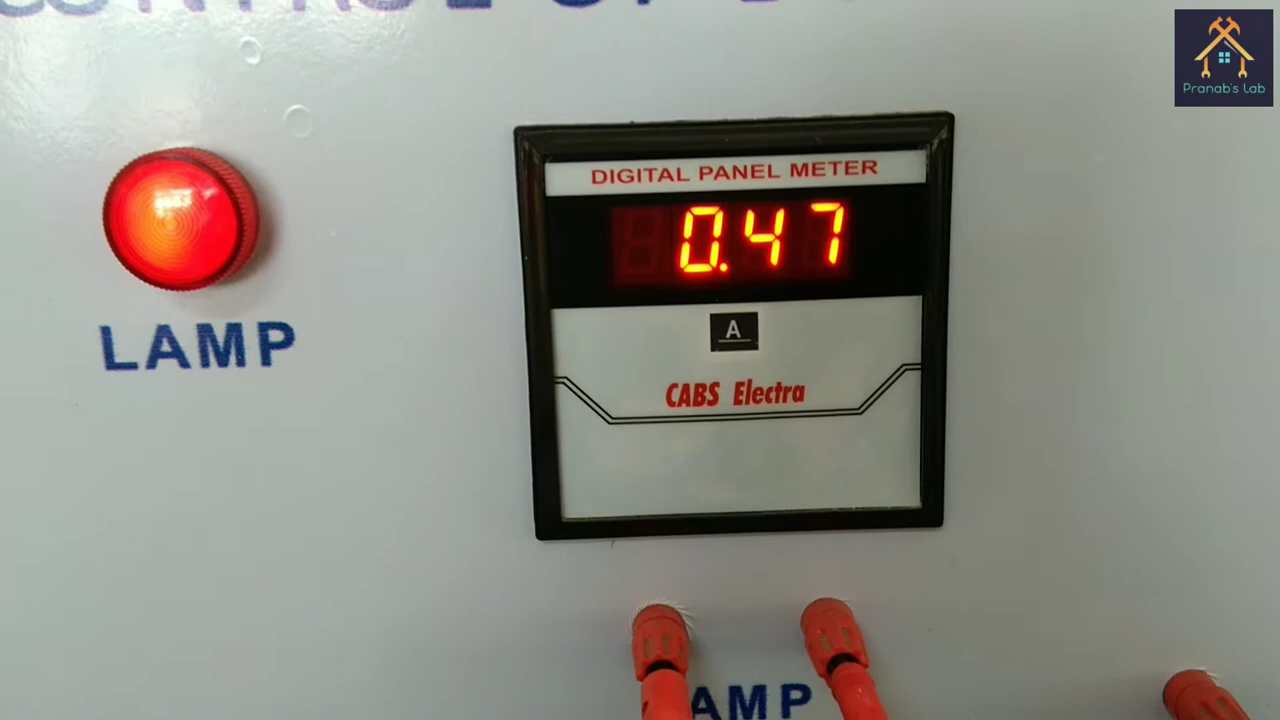 Pranab's Lab
DIGITAL PANEL METER
0.47
A
CABS Electra
LAMP
AMP